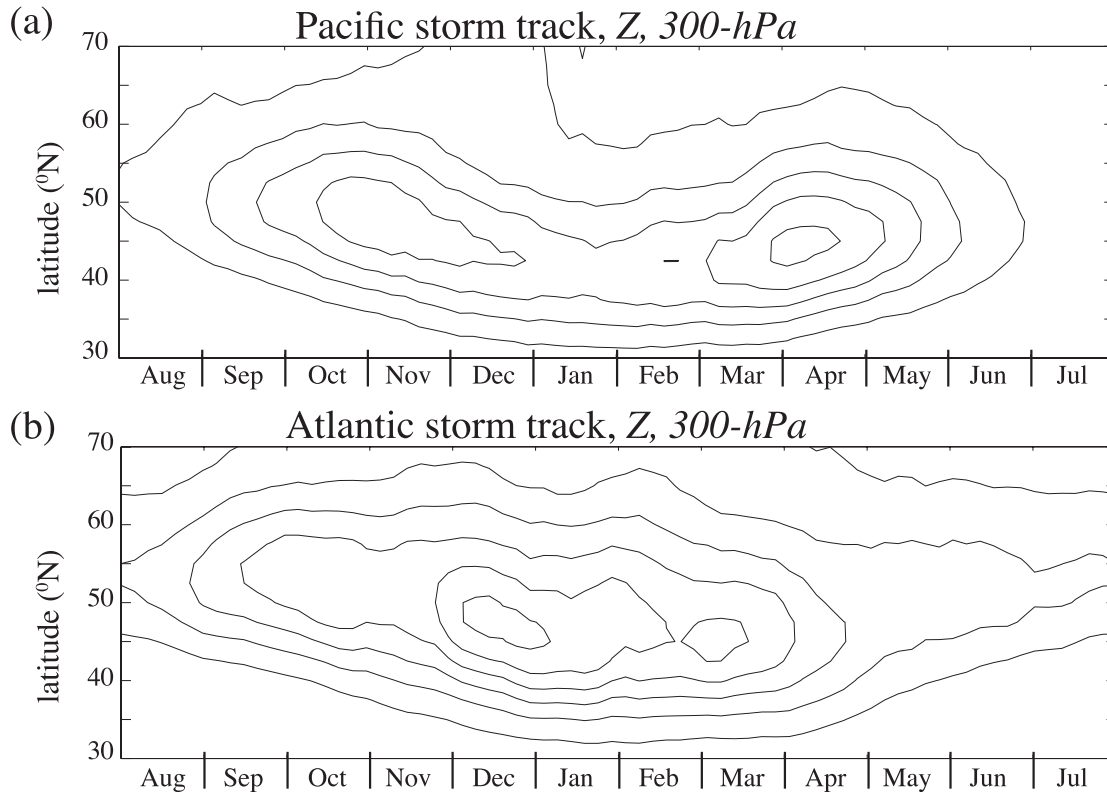 (a) Pacific storm track, Z, 300-hPa
70
60
50
40
30
latitude (⁰N)
Aug Sep Oct Nov Dec Jan Feb Mar Apr May Jun Jul
(b) Atlantic storm track, Z, 300-hPa
70
60
50
40
30
latitude (⁰N)
Aug Sep Oct Nov Dec Jan Feb Mar Apr May Jun Jul